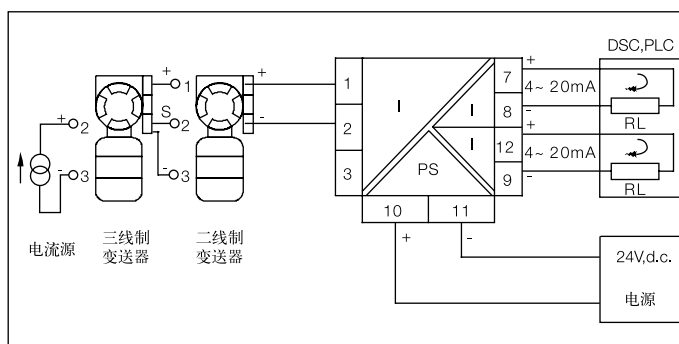 DSC,PLC
+ 1 + 1 I 7 + 4~ 20mA
S
+ 2 2 - 2 I 8 - RL
I 12 + 4~ 20mA
- 3 - 3 3 PS 9 - RL
10 11
+ -
电流源
三线制
变送器
二线制
变送器
24V,d.c.
电源